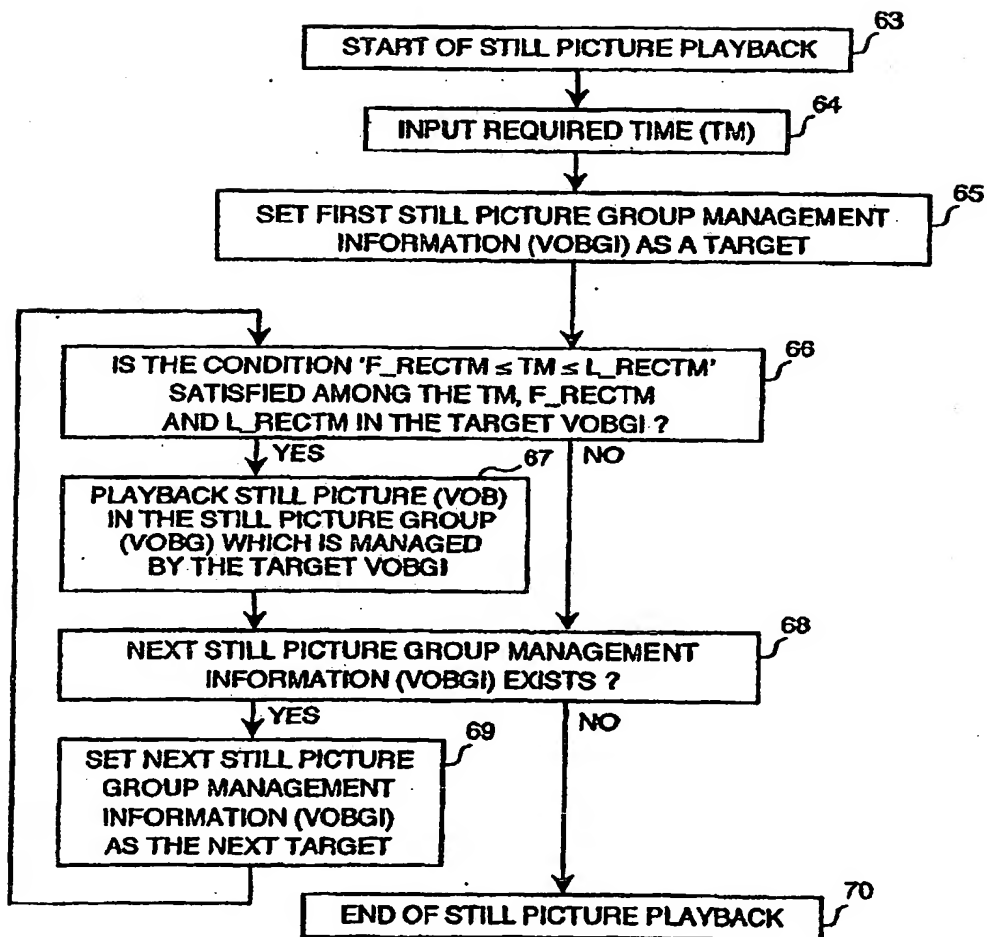 63
START OF STILL PICTURE PLAYBACK
64
INPUT REQUIRED TIME (TM)
65
SET FIRST STILL PICTURE GROUP MANAGEMENT
INFORMATION (VOBGI) AS A TARGET
66
IS THE CONDITION 'F_RECTM ≤ TM ≤ L_RECTM'
SATISFIED AMONG THE TM, F_RECTM
AND L_RECTM IN THE TARGET VOBGI ?
YES
NO
67
PLAYBACK STILL PICTURE (VOB)
IN THE STILL PICTURE GROUP
(VOBG) WHICH IS MANAGED
BY THE TARGET VOBGI
68
NEXT STILL PICTURE GROUP MANAGEMENT
INFORMATION (VOBGI) EXISTS ?
YES
NO
69
SET NEXT STILL PICTURE
GROUP MANAGEMENT
INFORMATION (VOBGI)
AS THE NEXT TARGET
70
END OF STILL PICTURE PLAYBACK